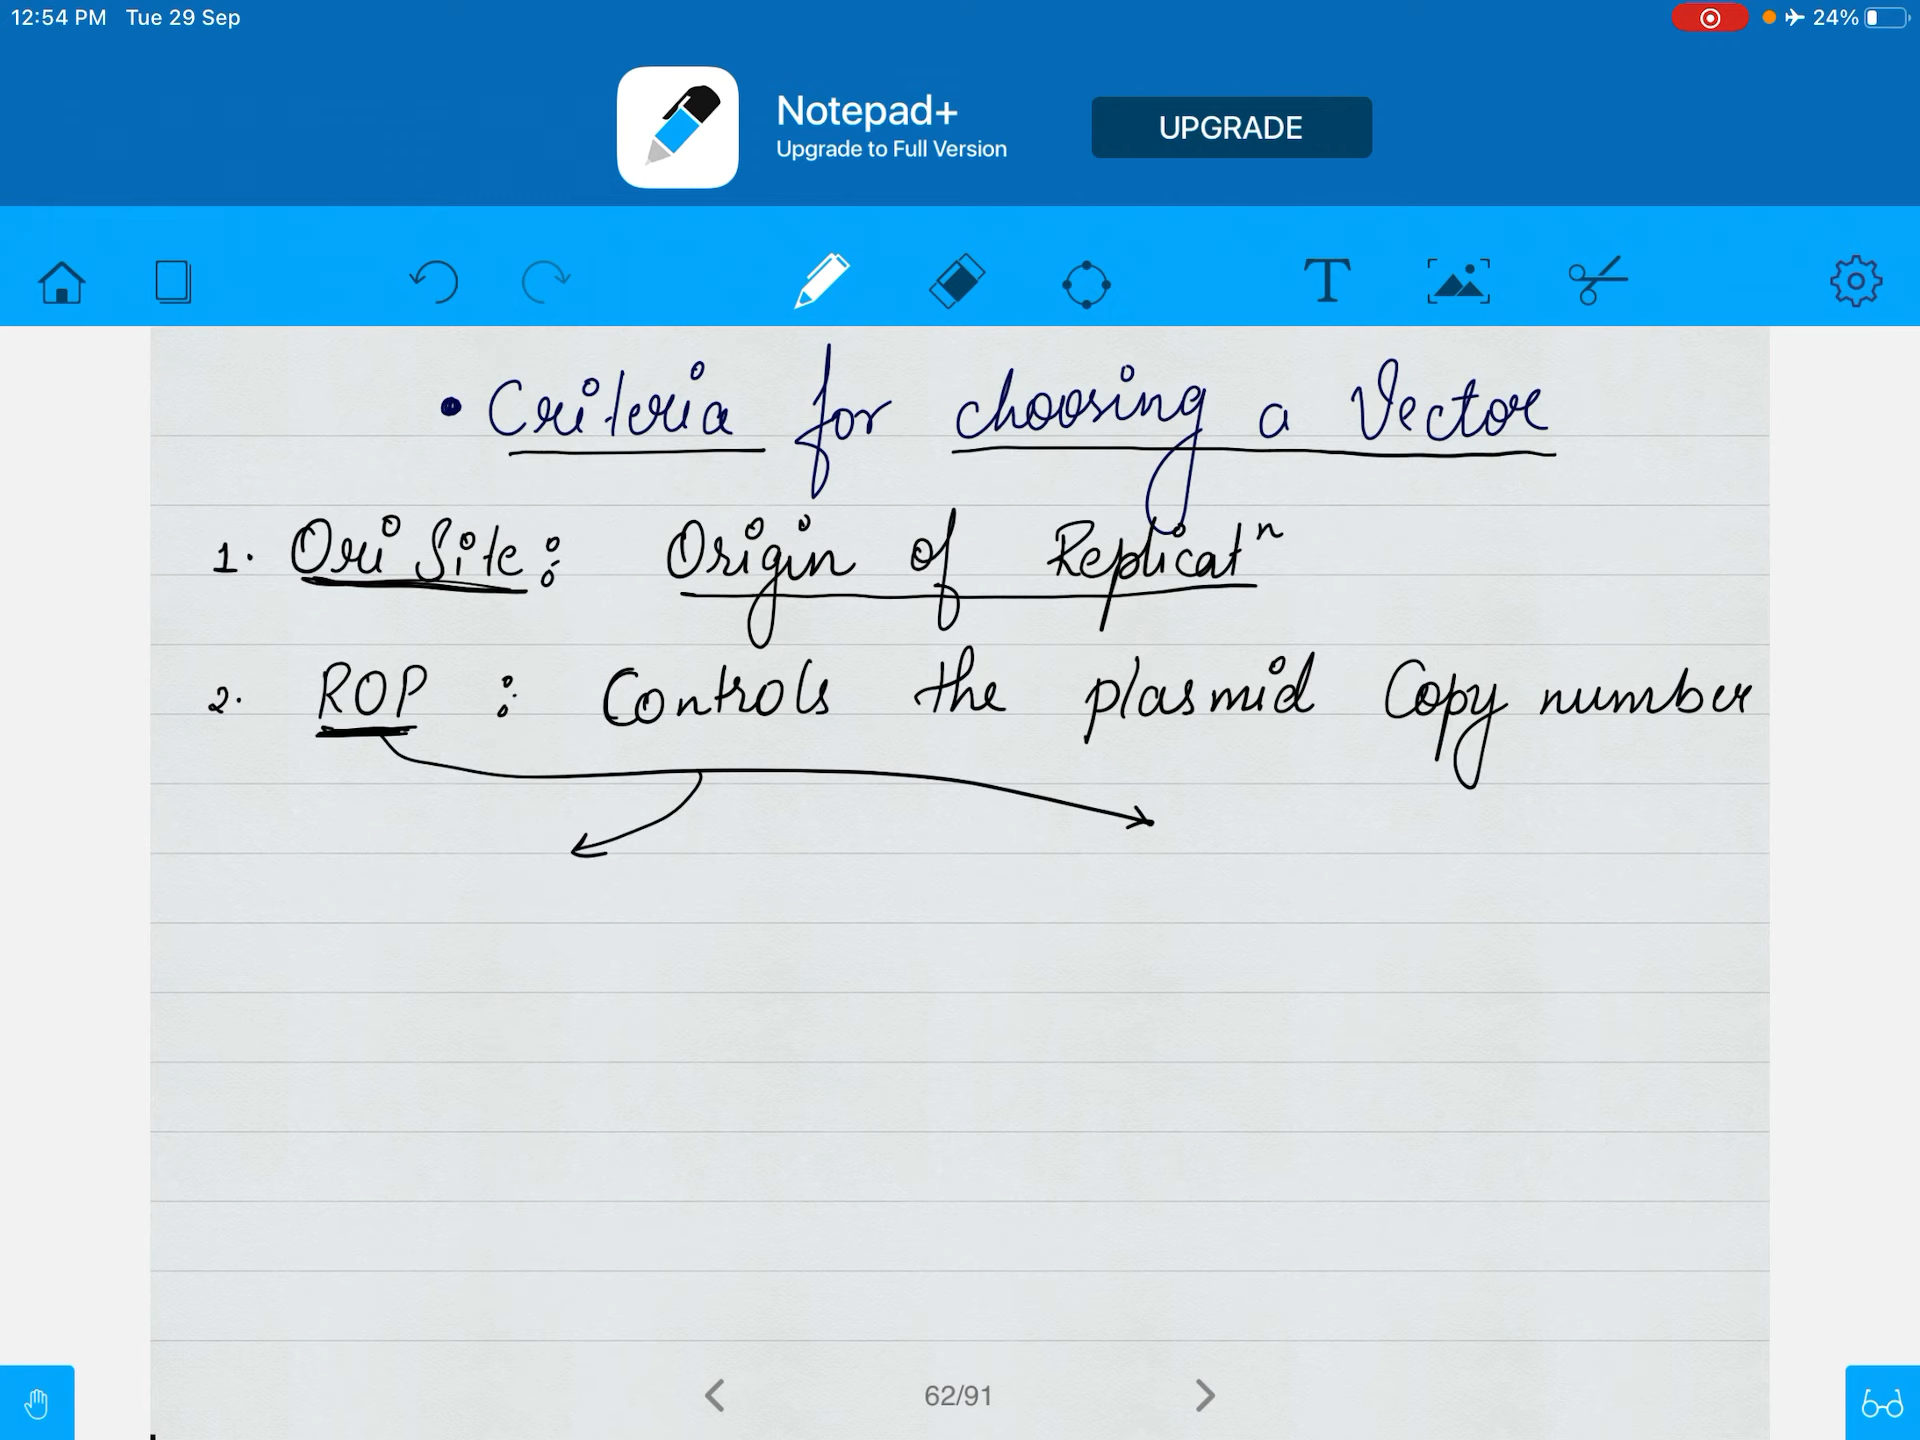 12:54 PM Tue 29 Sep
24%
Notepad+
Upgrade to Full Version
UPGRADE
T
• Criteria for choosing a Vector
1. Ori Site: Origin of Replicatⁿ
2. ROP : Controls the plasmid Copy number
62/91